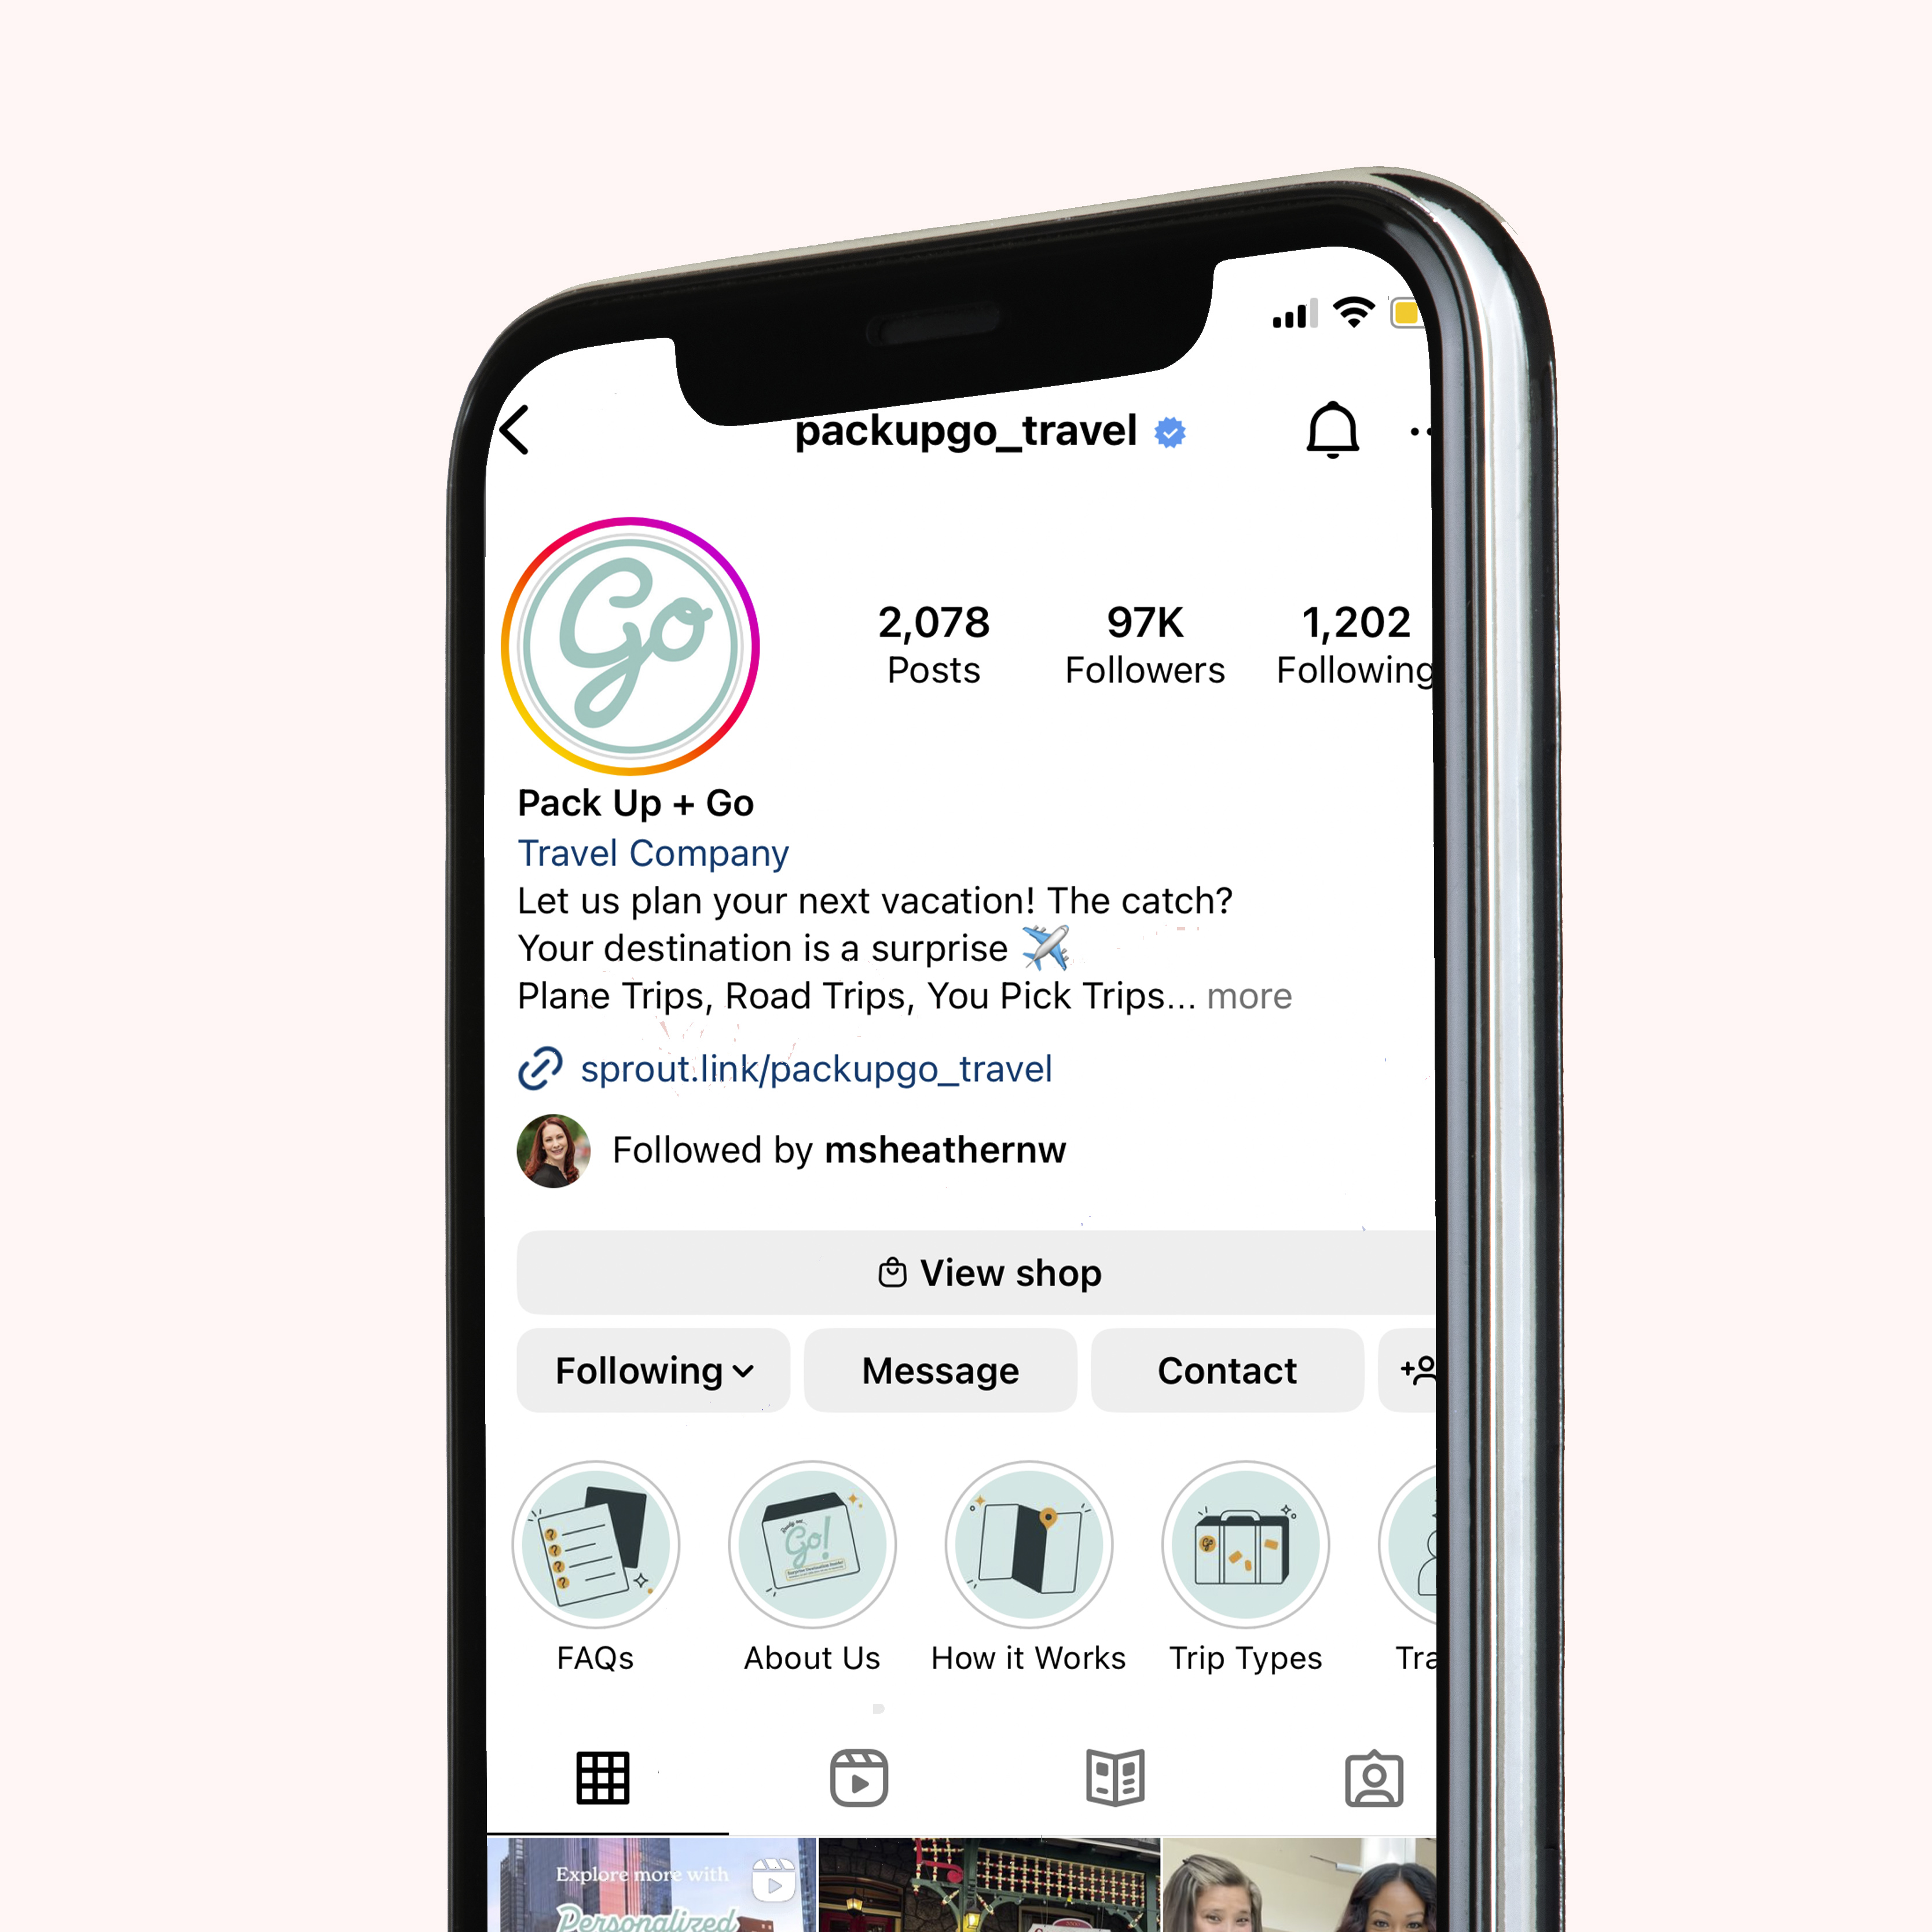 packupgo_travel
Go
2,078
Posts
97K
Followers
1,202
Following
Pack Up + Go
Travel Company
Let us plan your next vacation! The catch?
Your destination is a surprise ✈️
Plane Trips, Road Trips, You Pick Trips... more
sprout.link/packupgo_travel
Followed by msheathernw
View shop
Following
Message
Contact
? Go!
? Go
?
?
FAQs
About Us
How it Works
Trip Types
Tra
Explore more with
Personalized